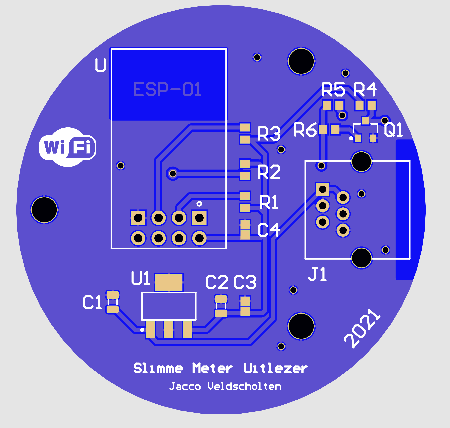 U
ESP-01
R5 R4
R6 Q1
R3
WiFi
R2
R1
C4
J1
U1
C2 C3
C1
2021
Slimme Meter Uitlezer
Jacco Veldscholten